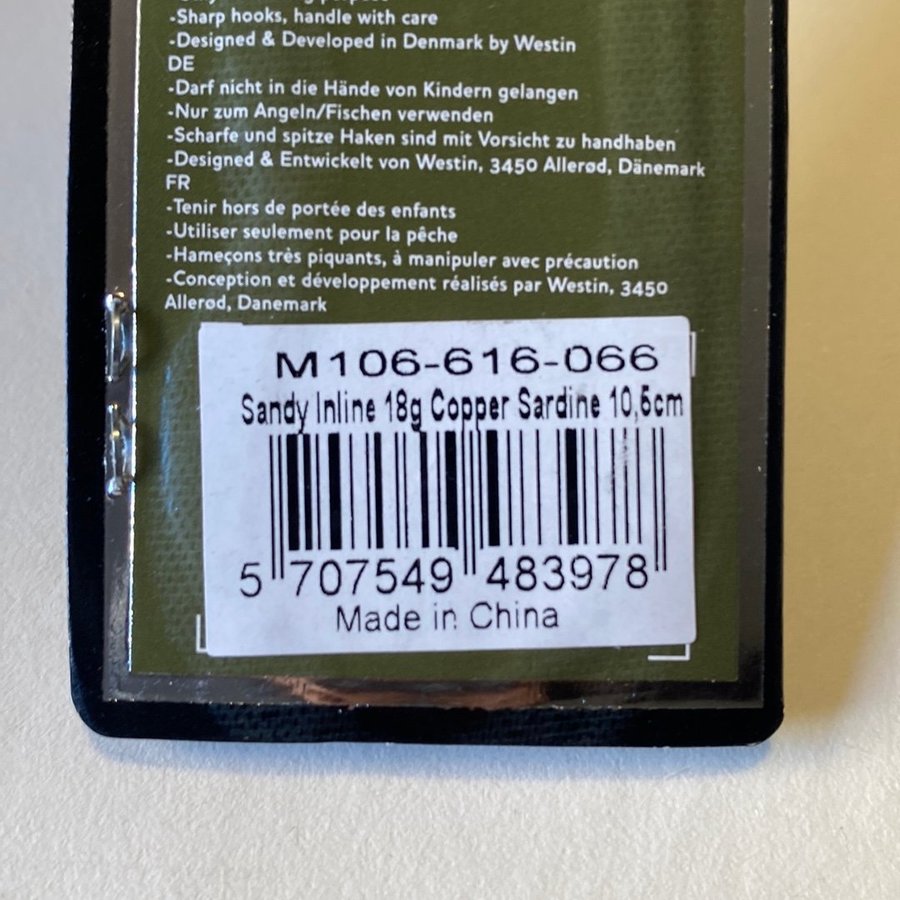 -Sharp hooks, handle with care
-Designed & Developed in Denmark by Westin
DE
-Darf nicht in die Hände von Kindern gelangen
-Nur zum Angeln/Fischen verwenden
-Scharfe und spitze Haken sind mit Vorsicht zu handhaben
-Designed & Entwickelt von Westin, 3450 Allerød, Dänemark
FR
-Tenir hors de portée des enfants
-Utiliser seulement pour la pêche
-Hameçons très piquants, à manipuler avec précaution
-Conception et développement réalisés par Westin, 3450
Allerød, Danemark
M106-616-066
Sandy Inline 18g Copper Sardine 10,5cm
5 707549 483978
Made in China